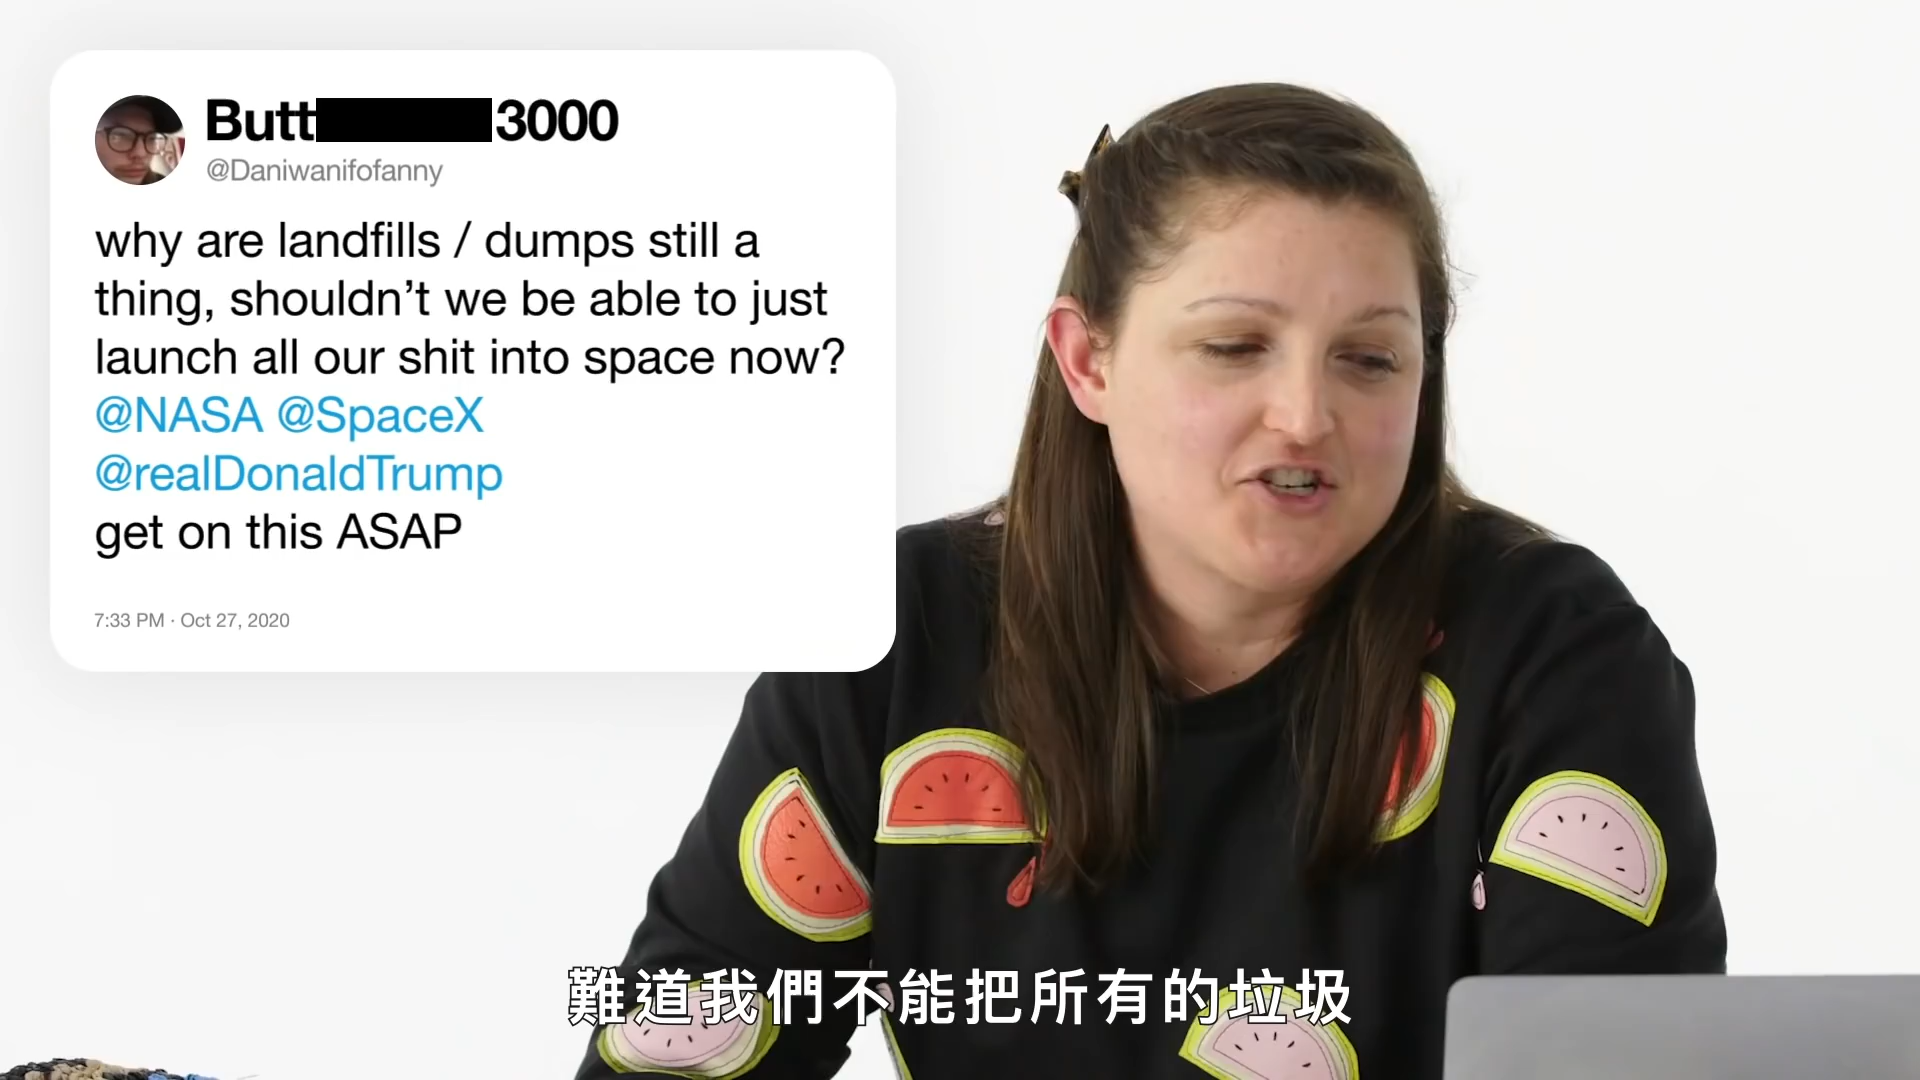 Butt 3000
@Daniwanifofanny
why are landfills / dumps still a
thing, shouldn't we be able to just
launch all our shit into space now?
@NASA @SpaceX
@realDonaldTrump
get on this ASAP
7:33 PM · Oct 27, 2020
難道我們不能把所有的垃圾